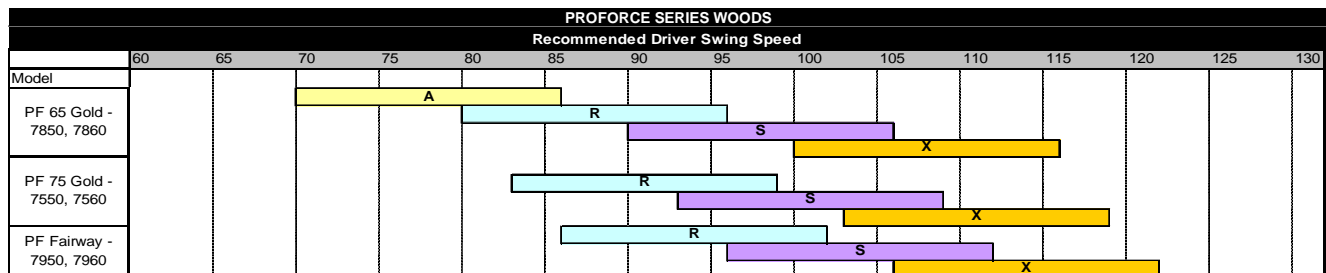 PROFORCE SERIES WOODS
Recommended Driver Swing Speed
60 65 70 75 80 85 90 95 100 105 110 115 120 125 130
Model
A
PF 65 Gold -
7850, 7860
R
S
X
PF 75 Gold -
7550, 7560
R
S
X
PF Fairway -
7950, 7960
R
S
X